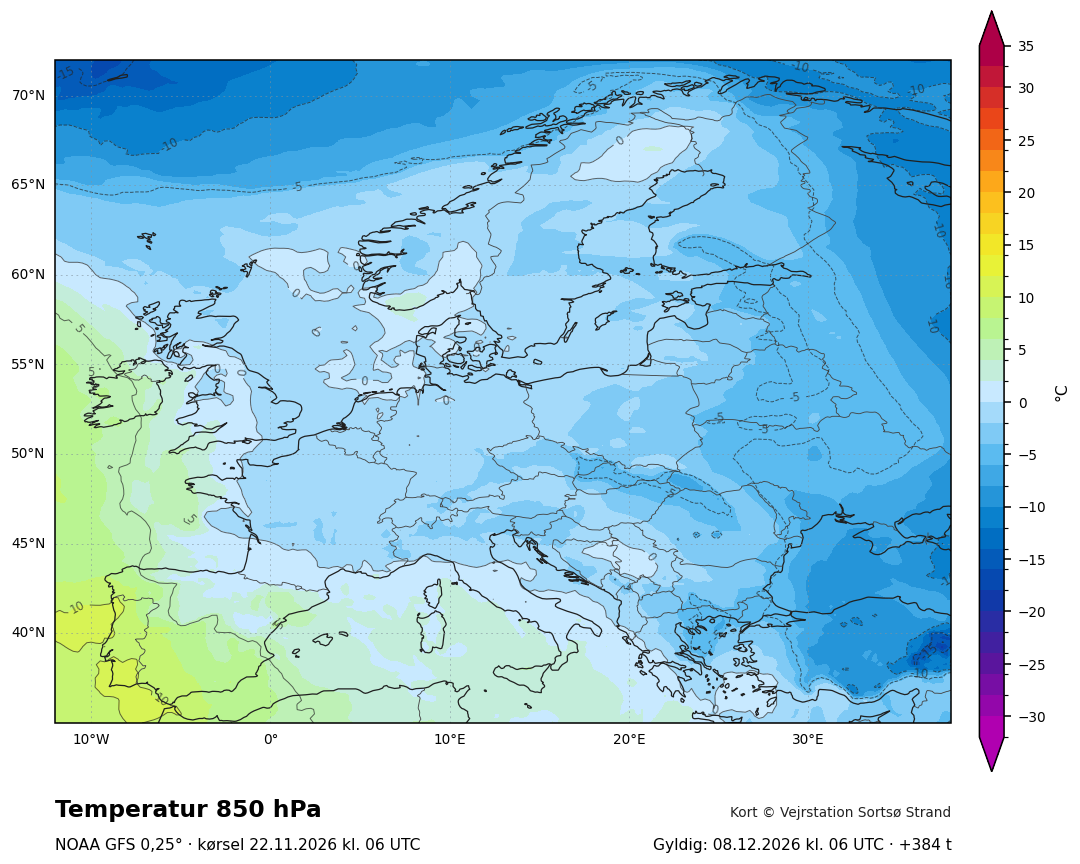 70°N
65°N
60°N
55°N
50°N
45°N
40°N
10°W
0°
10°E
20°E
30°E
35
30
25
20
15
10
5
0
−5
−10
−15
−20
−25
−30
°C
Temperatur 850 hPa
Kort © Vejrstation Sortsø Strand
NOAA GFS 0,25° · kørsel 22.11.2026 kl. 06 UTC
Gyldig: 08.12.2026 kl. 06 UTC · +384 t